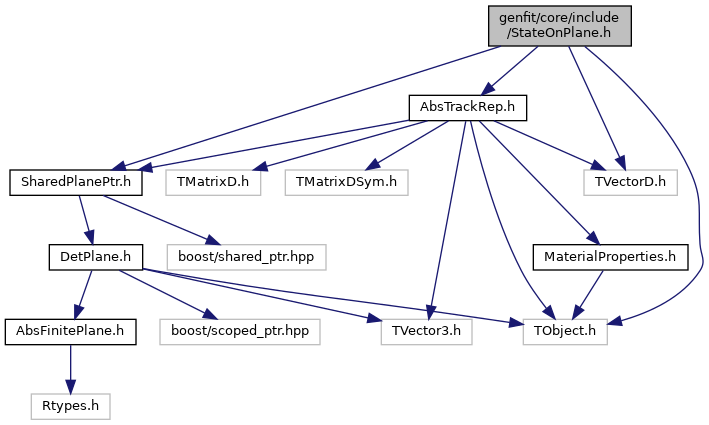 genfit/core/include
/StateOnPlane.h
AbsTrackRep.h
SharedPlanePtr.h
TMatrixD.h
TMatrixDSym.h
TVectorD.h
DetPlane.h
boost/shared_ptr.hpp
MaterialProperties.h
AbsFinitePlane.h
boost/scoped_ptr.hpp
TVector3.h
TObject.h
Rtypes.h